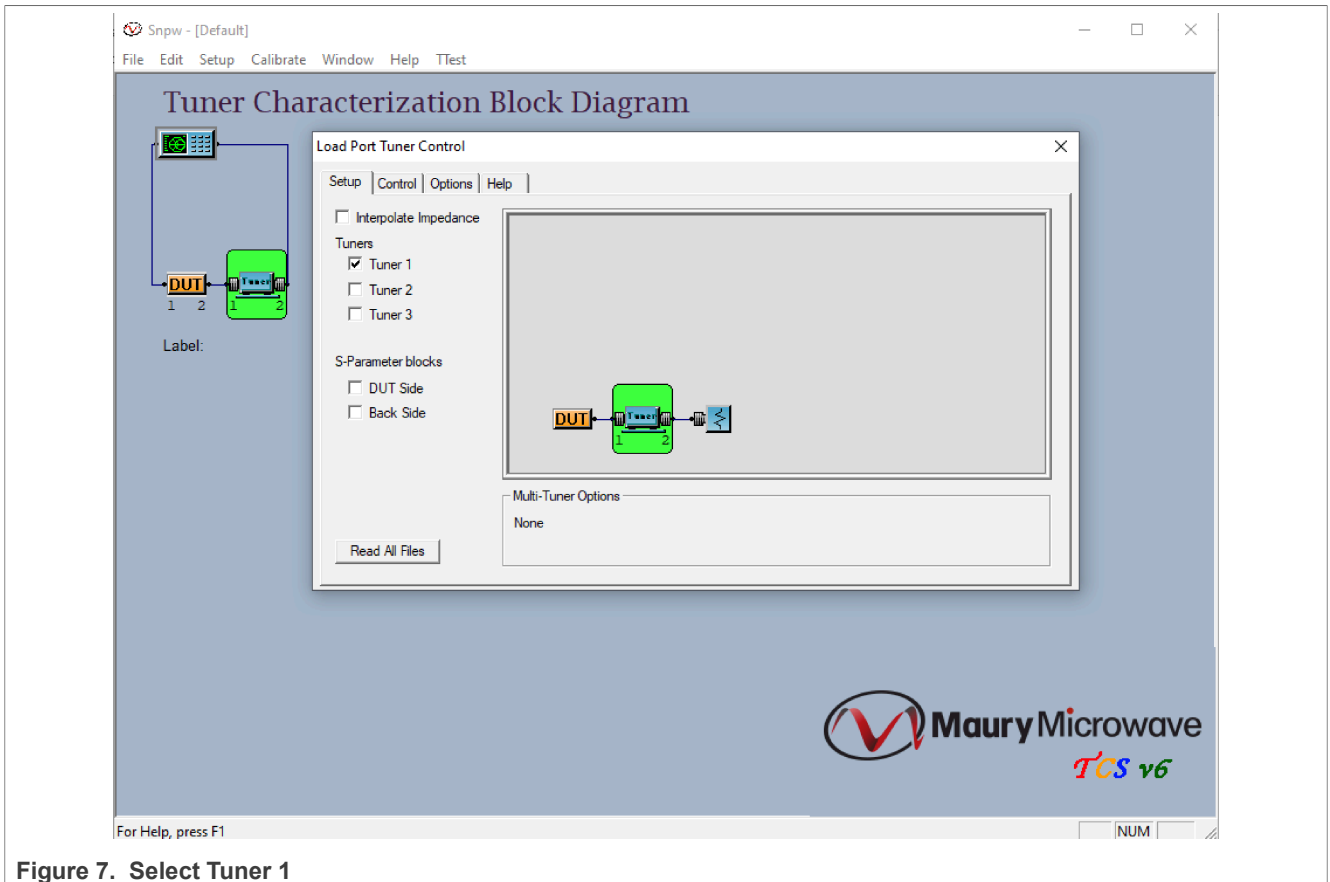 Snpw - [Default]
File Edit Setup Calibrate Window Help TTest
Tuner Characterization Block Diagram
Load Port Tuner Control
Setup Control Options Help
Interpolate Impedance
Tuners
Tuner 1
Tuner 2
Tuner 3
S-Parameter blocks
DUT Side
Back Side
Read All Files
DUT Tuner
1 2 1 2
Label:
DUT Tuner
1 2
Multi-Tuner Options
None
Maury Microwave
TCS v6
For Help, press F1
NUM
Figure 7. Select Tuner 1